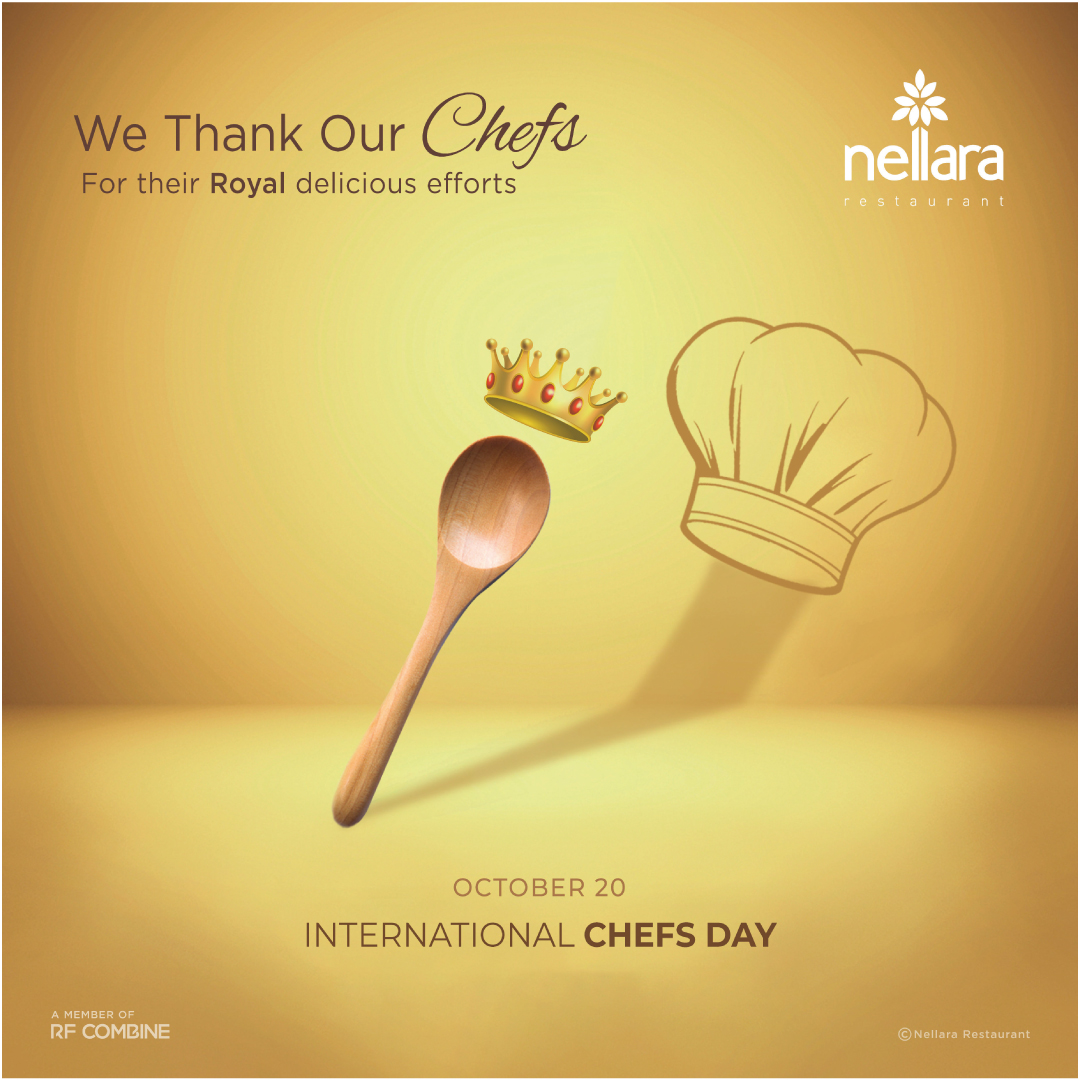 We Thank Our Chefs
For their Royal delicious efforts
nellara
restaurant
OCTOBER 20
INTERNATIONAL CHEFS DAY
A MEMBER OF
RF COMBINE
© Nellara Restaurant